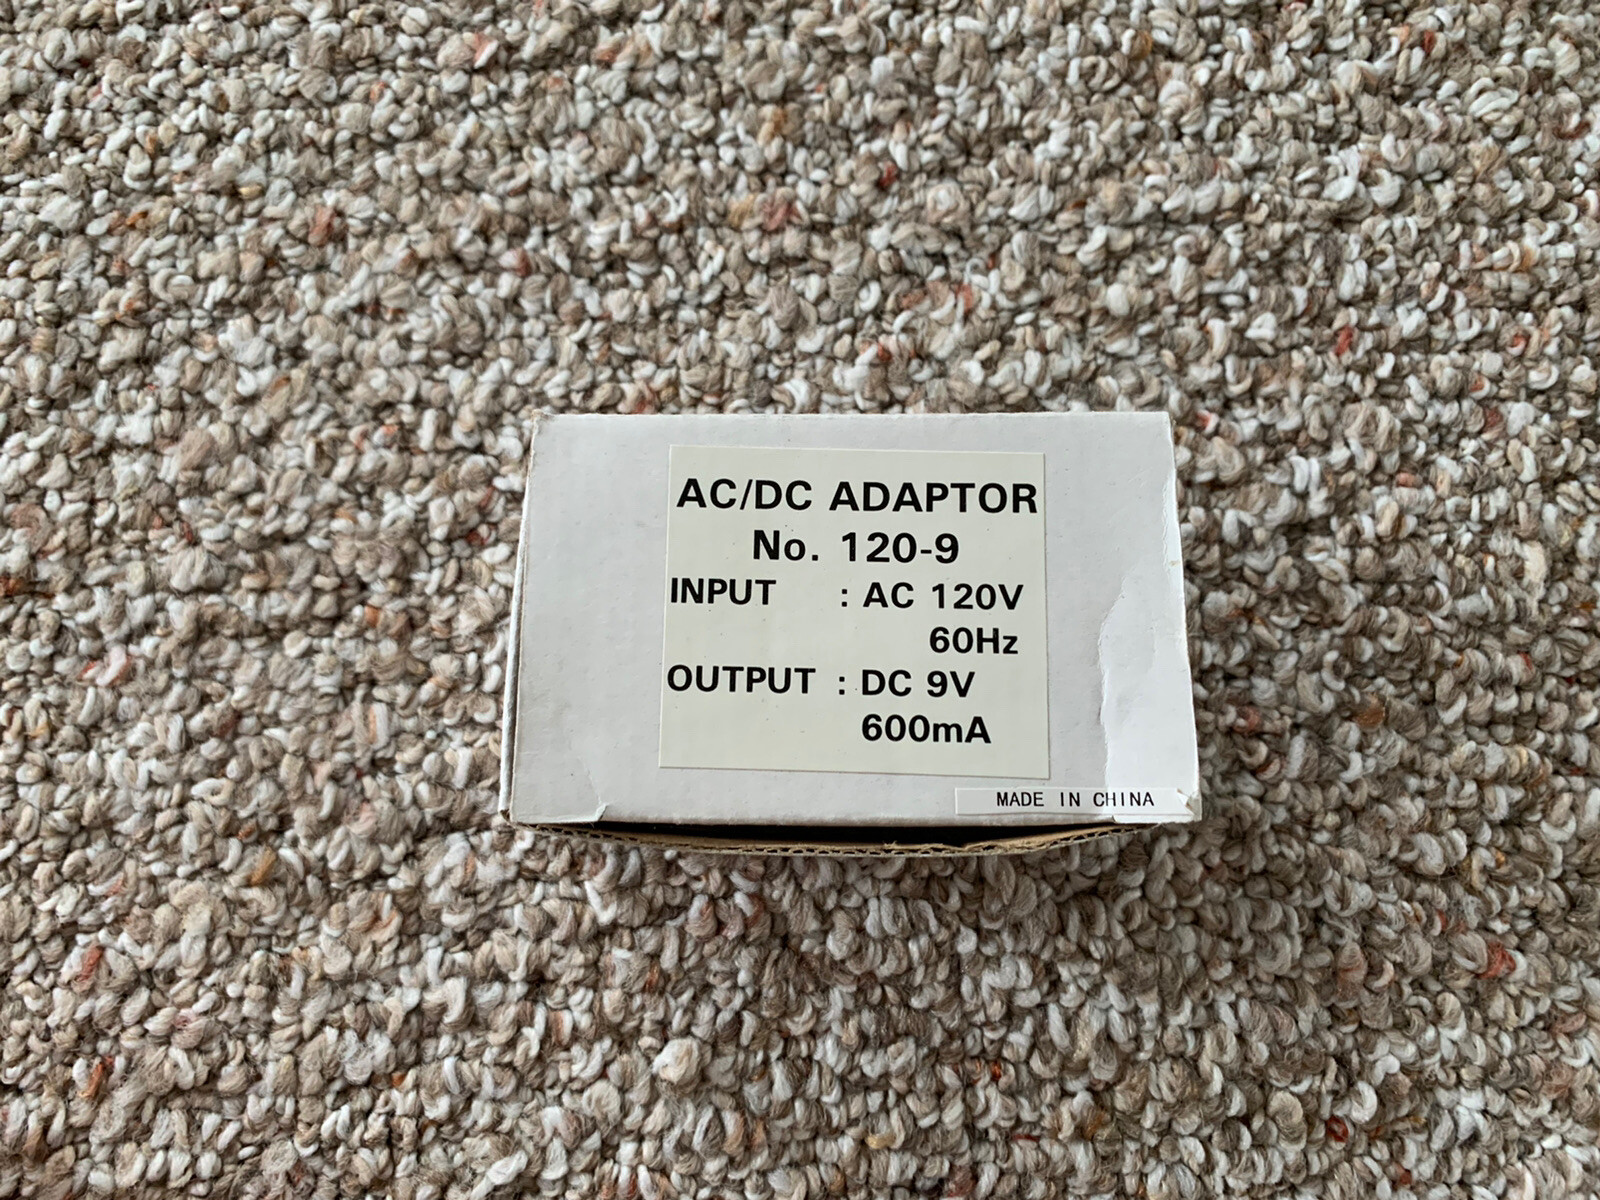 AC/DC ADAPTOR
No. 120-9
INPUT : AC 120V
60Hz
OUTPUT : DC 9V
600mA
MADE IN CHINA